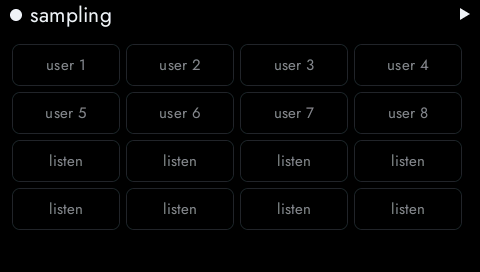 sampling
user 1 user 2 user 3 user 4
user 5 user 6 user 7 user 8
listen listen listen listen
listen listen listen listen